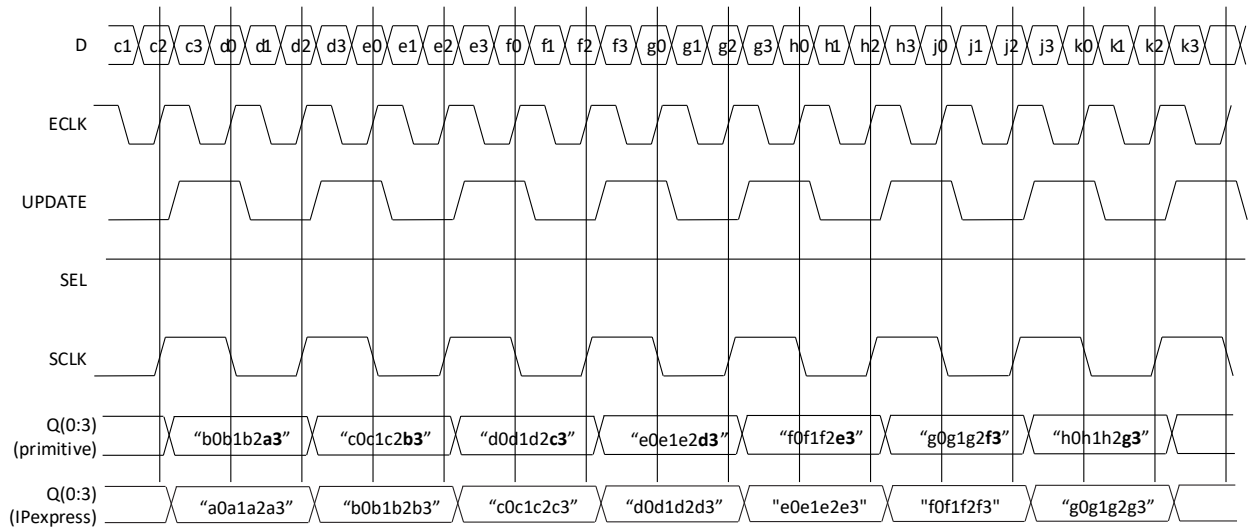 D c1 c2 c3 d0 d1 d2 d3 e0 e1 e2 e3 f0 f1 f2 f3 g0 g1 g2 g3 h0 h1 h2 h3 j0 j1 j2 j3 k0 k1 k2 k3
ECLK
UPDATE
SEL
SCLK
Q(0:3)
(primitive) “b0b1b2a3” “c0c1c2b3” “d0d1d2c3” “e0e1e2d3” “f0f1f2e3” “g0g1g2f3” “h0h1h2g3”
Q(0:3)
(IPexpress) “a0a1a2a3” “b0b1b2b3” “c0c1c2c3” “d0d1d2d3” "e0e1e2e3" "f0f1f2f3" “g0g1g2g3”